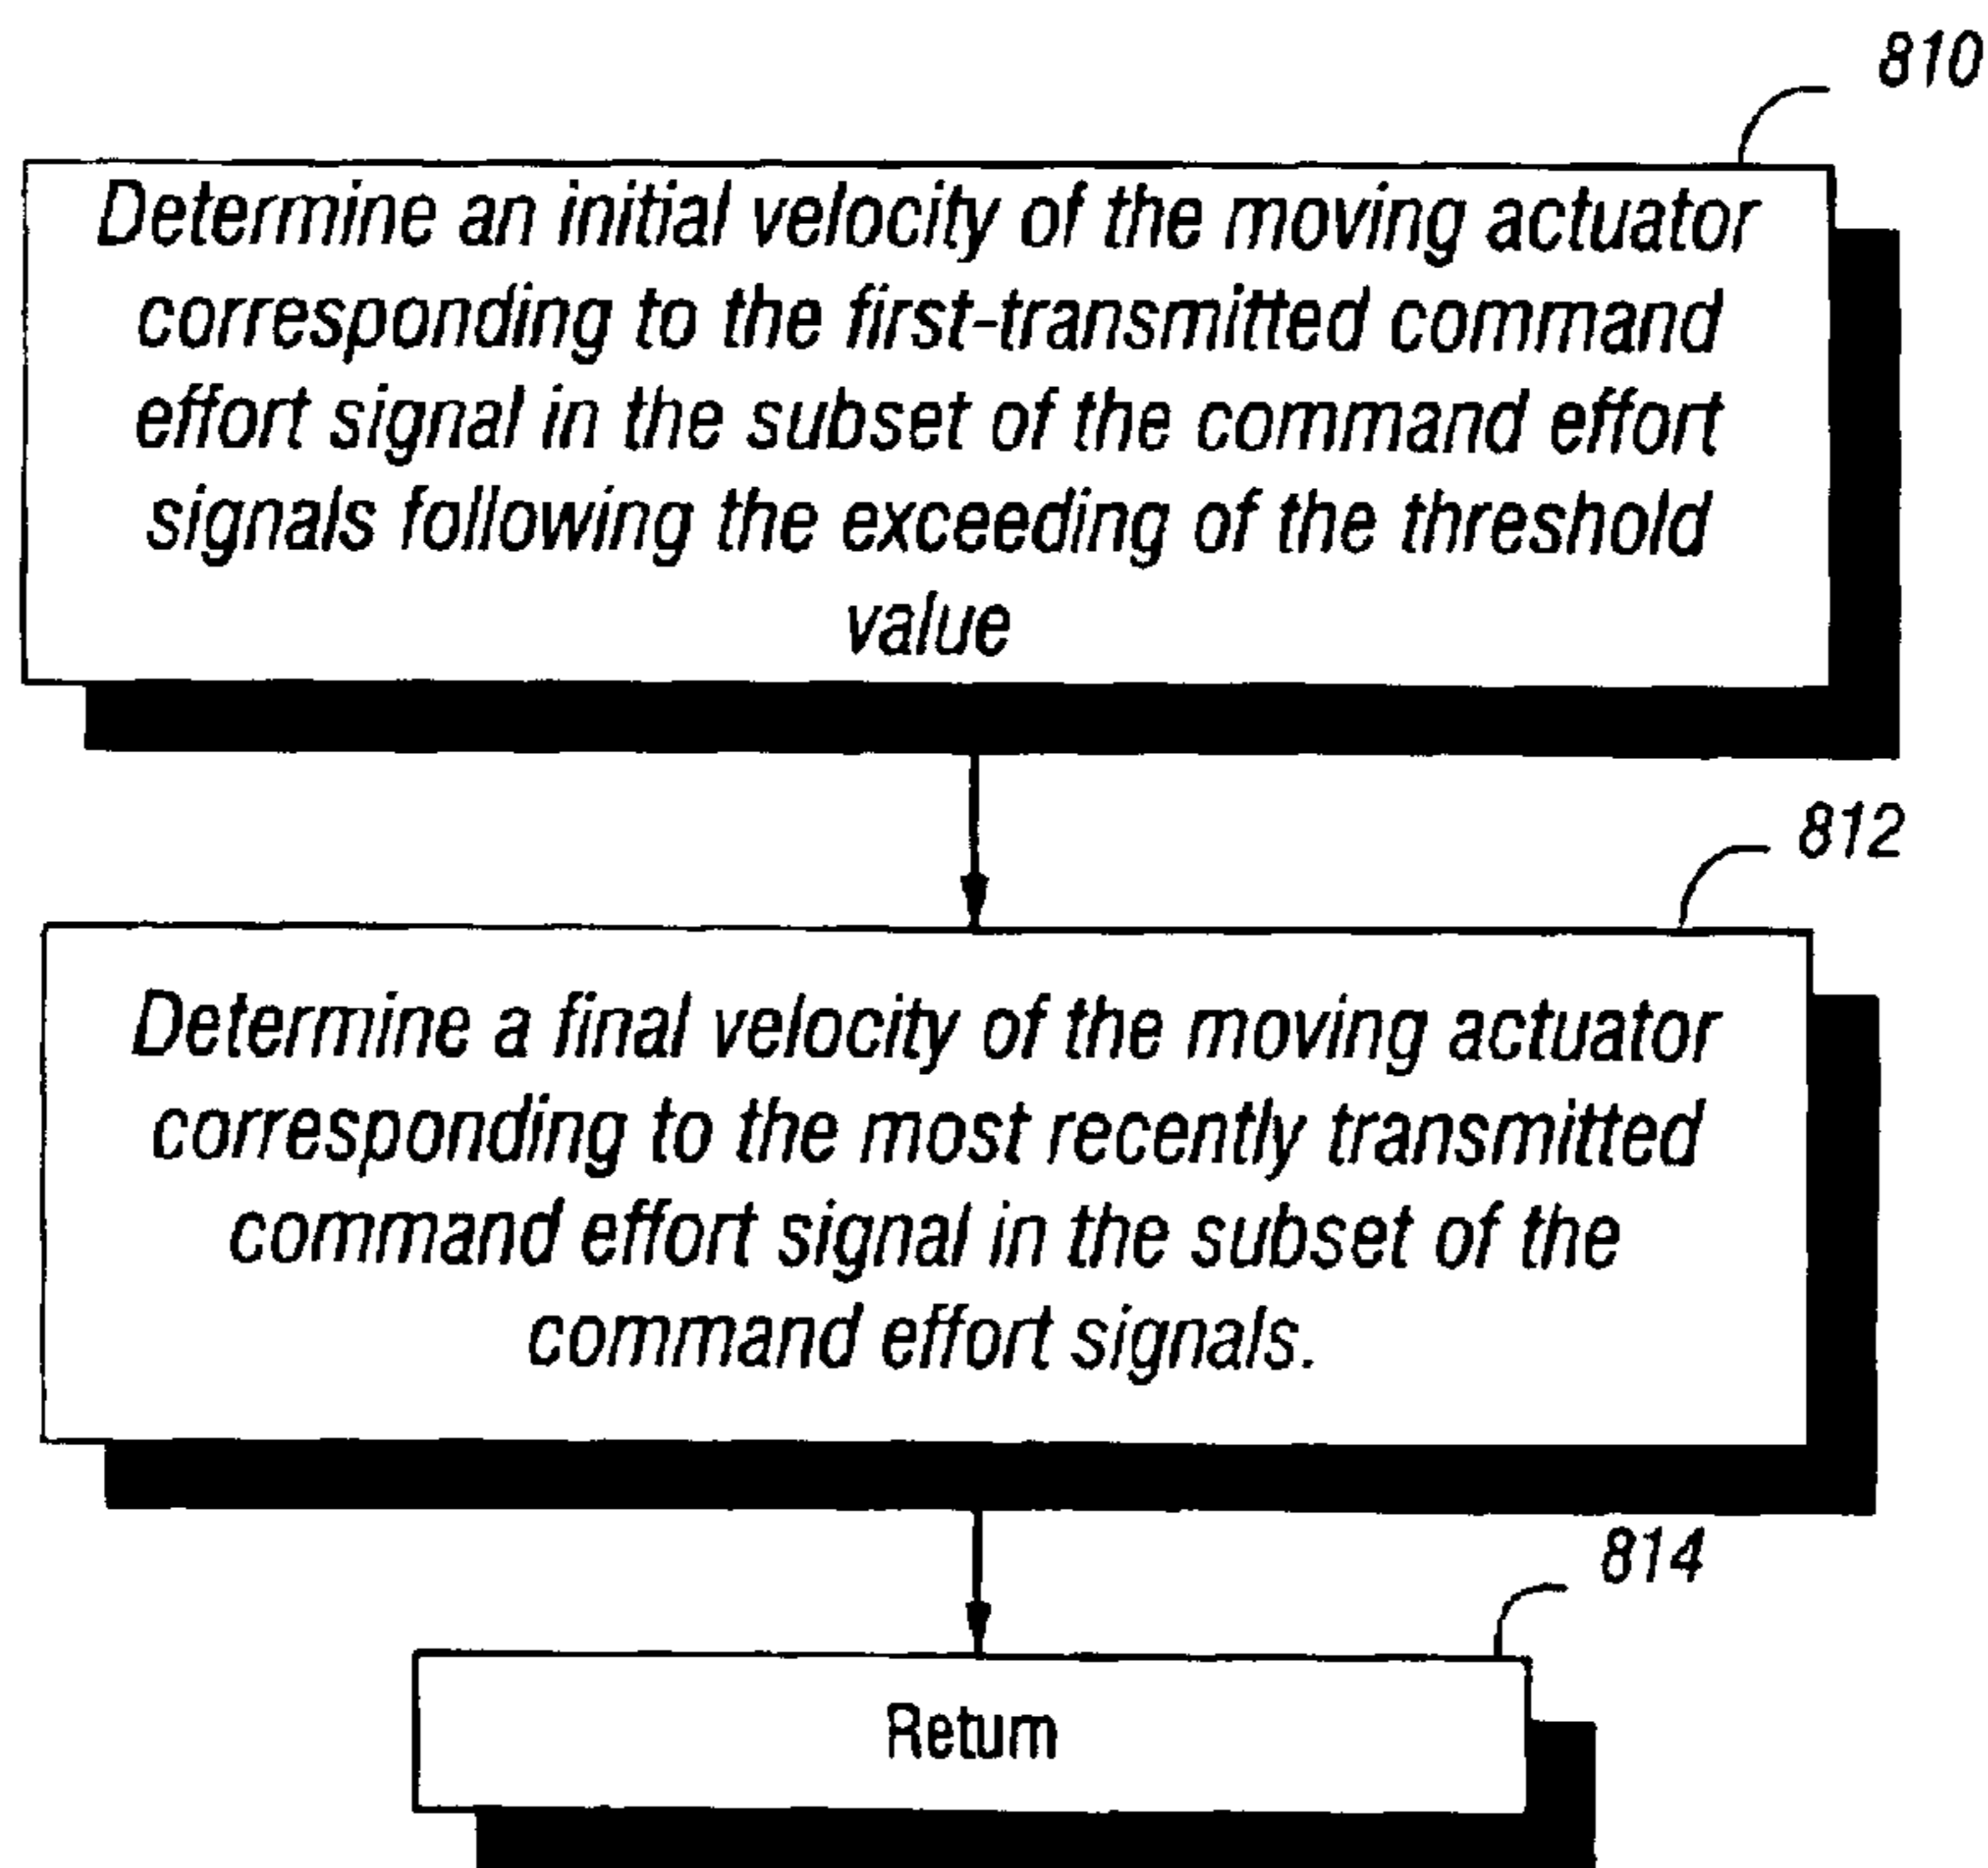 810
Determine an initial velocity of the moving actuator
corresponding to the first-transmitted command
effort signal in the subset of the command effort
signals following the exceeding of the threshold
value
812
Determine a final velocity of the moving actuator
corresponding to the most recently transmitted
command effort signal in the subset of the
command effort signals.
814
Return